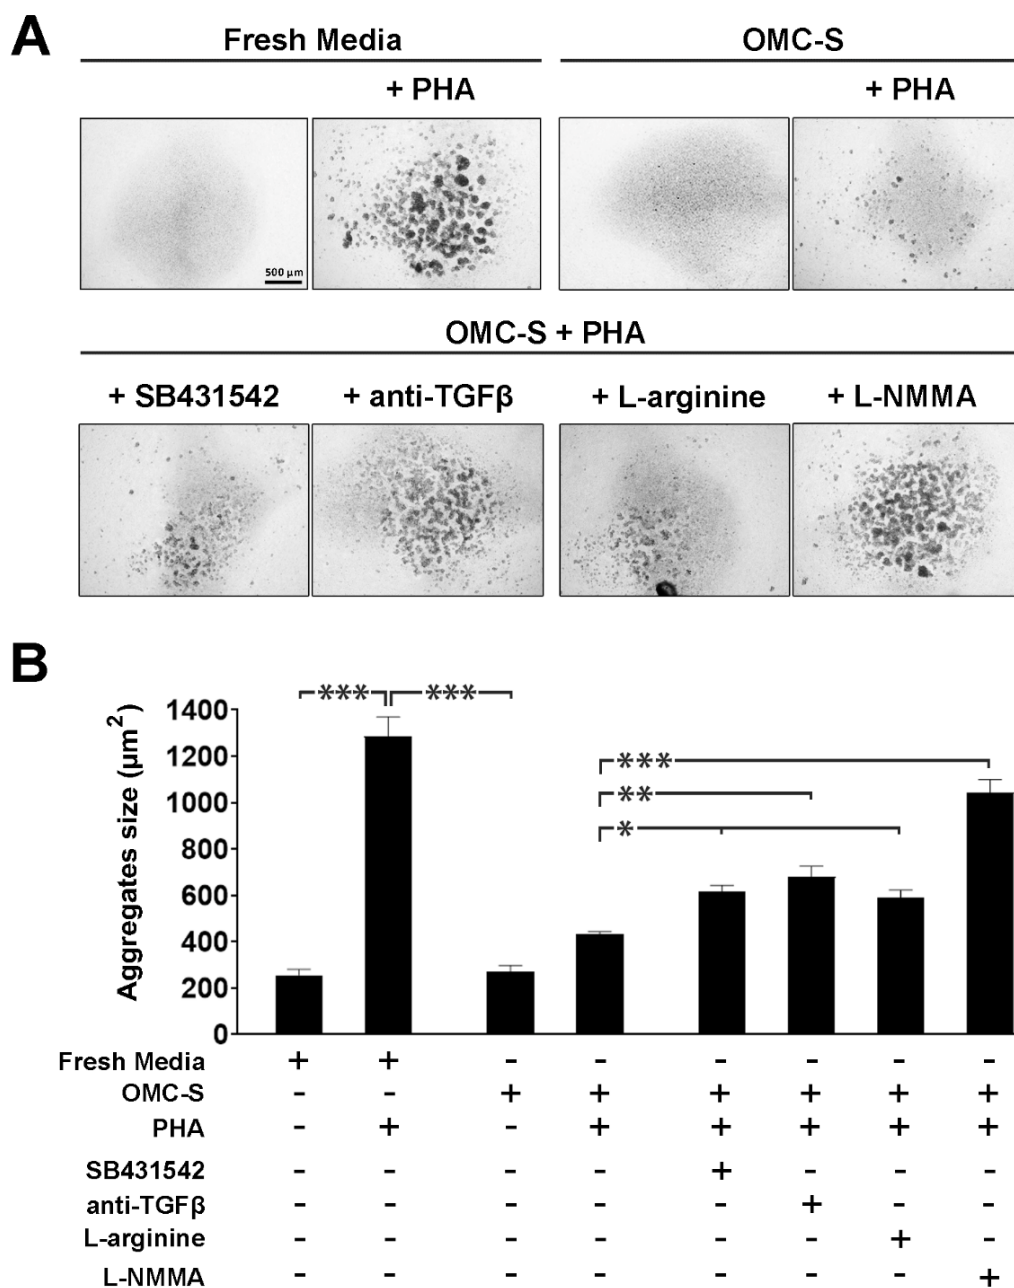 A
Fresh Media OMC-S
+ PHA + PHA
500 µm
OMC-S + PHA
+ SB431542 + anti-TGFβ + L-arginine + L-NMMA
B
*** ***
***
**
*
Aggregates size (µm²)
1400
1200
1000
800
600
400
200
0
Fresh Media + + - - - - - -
OMC-S - - + + + + + +
PHA - + - + + + + +
SB431542 - - - - + - - -
anti-TGFβ - - - - - + - -
L-arginine - - - - - - + -
L-NMMA - - - - - - - +